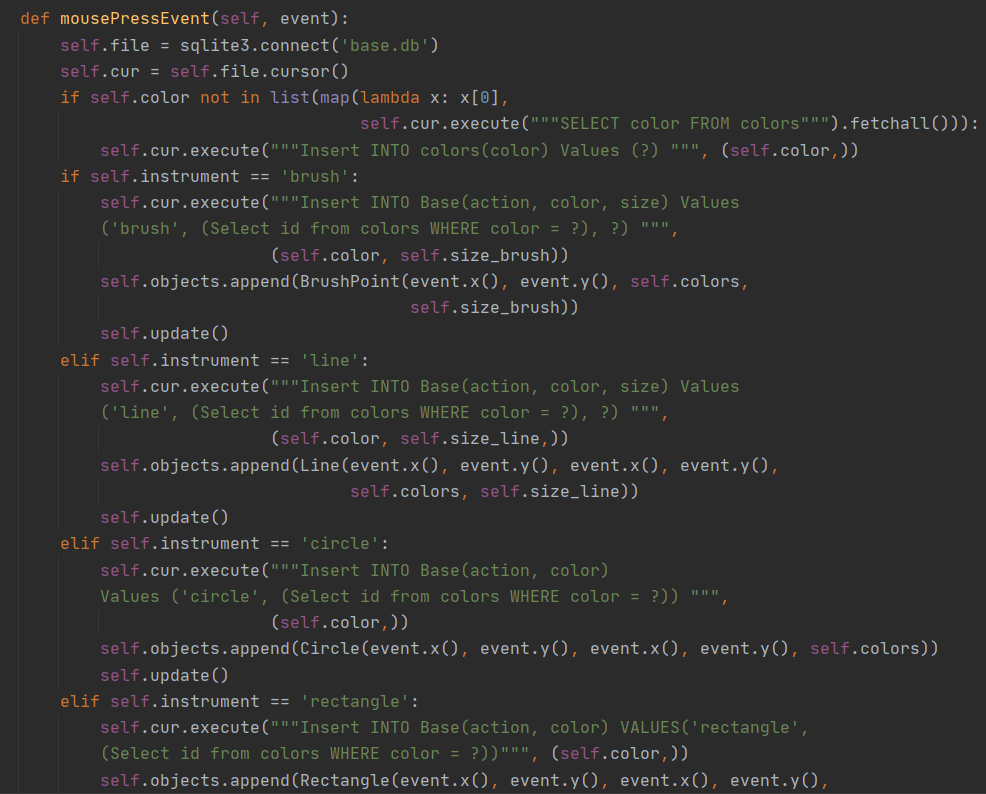 def mousePressEvent(self, event):
    self.file = sqlite3.connect('base.db')
    self.cur = self.file.cursor()
    if self.color not in list(map(lambda x: x[0],
                                  self.cur.execute("""SELECT color FROM colors""").fetchall())):
        self.cur.execute("""Insert INTO colors(color) Values (?) """, (self.color,))
    if self.instrument == 'brush':
        self.cur.execute("""Insert INTO Base(action, color, size) Values
        ('brush', (Select id from colors WHERE color = ?), ?) """,
                         (self.color, self.size_brush))
        self.objects.append(BrushPoint(event.x(), event.y(), self.colors,
                                       self.size_brush))
        self.update()
    elif self.instrument == 'line':
        self.cur.execute("""Insert INTO Base(action, color, size) Values
        ('line', (Select id from colors WHERE color = ?), ?) """,
                         (self.color, self.size_line,))
        self.objects.append(Line(event.x(), event.y(), event.x(), event.y(),
                                 self.colors, self.size_line))
        self.update()
    elif self.instrument == 'circle':
        self.cur.execute("""Insert INTO Base(action, color)
        Values ('circle', (Select id from colors WHERE color = ?)) """,
                         (self.color,))
        self.objects.append(Circle(event.x(), event.y(), event.x(), event.y(), self.colors))
        self.update()
    elif self.instrument == 'rectangle':
        self.cur.execute("""Insert INTO Base(action, color) VALUES('rectangle',
        (Select id from colors WHERE color = ?))""", (self.color,))
        self.objects.append(Rectangle(event.x(), event.y(), event.x(), event.y(),